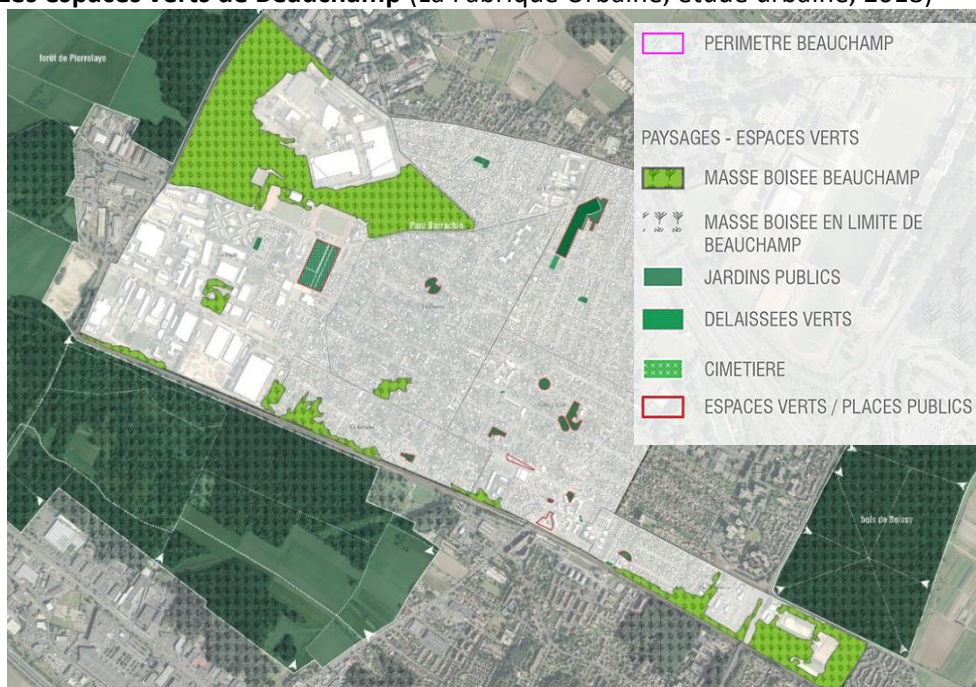 Les espaces verts de Beauchamp (La Fabrique Urbaine, étude urbaine, 2018)
forêt de Pierrelaye
PERIMETRE BEAUCHAMP
PAYSAGES - ESPACES VERTS
MASSE BOISEE BEAUCHAMP
MASSE BOISEE EN LIMITE DE
BEAUCHAMP
JARDINS PUBLICS
DELAISSEES VERTS
CIMETIERE
ESPACES VERTS / PLACES PUBLICS
Parc Barrachin
bois de Boissy